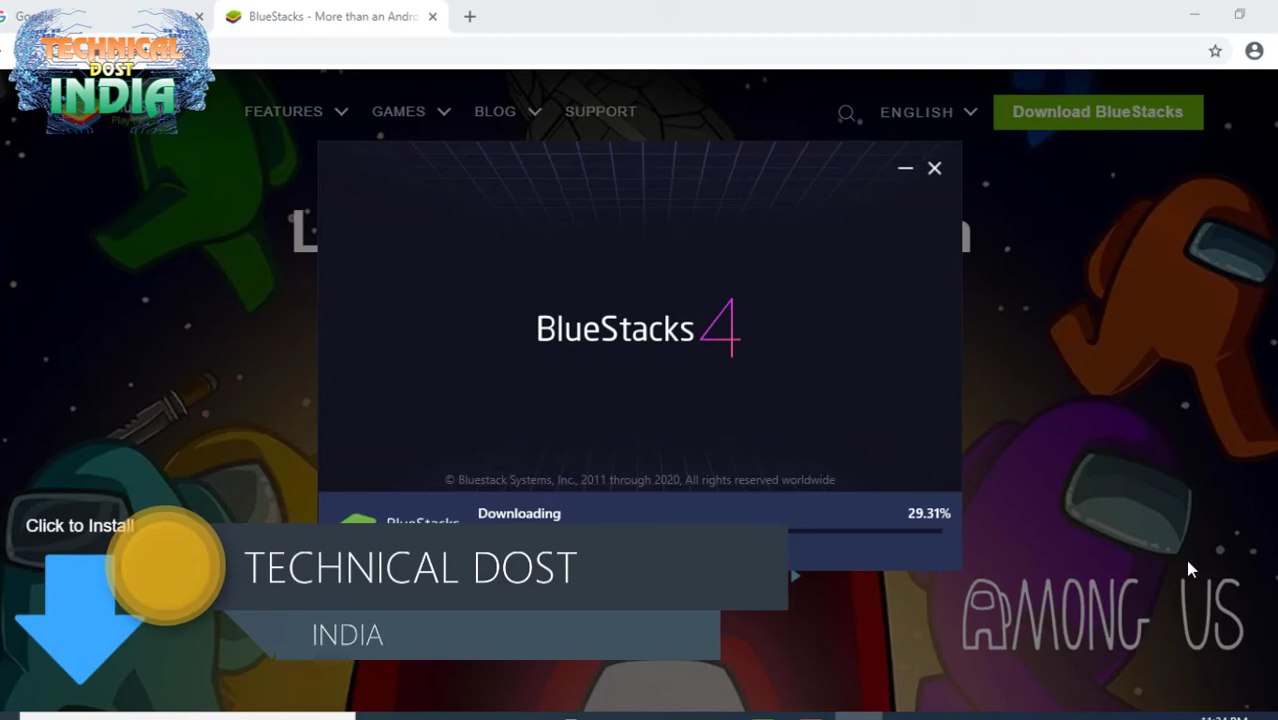 Google
BlueStacks - More than an Andro
TECHNICAL
DOST
INDIA
FEATURES
GAMES
BLOG
SUPPORT
ENGLISH
Download BlueStacks
L
n
BlueStacks 4
© Bluestack Systems, Inc., 2011 through 2020, All rights reserved worldwide
BlueStacks
Downloading
29.31%
Click to Install
TECHNICAL DOST
INDIA
AMONG US